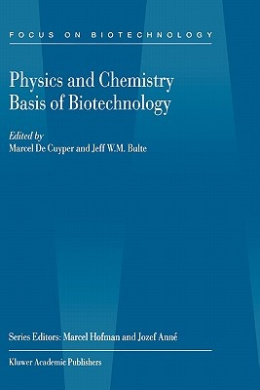 FOCUS ON BIOTECHNOLOGY
Physics and Chemistry
Basis of Biotechnology
Edited by
Marcel De Cuyper and Jeff W.M. Bulte
Series Editors: Marcel Hofman and Jozef Anné
Kluwer Academic Publishers